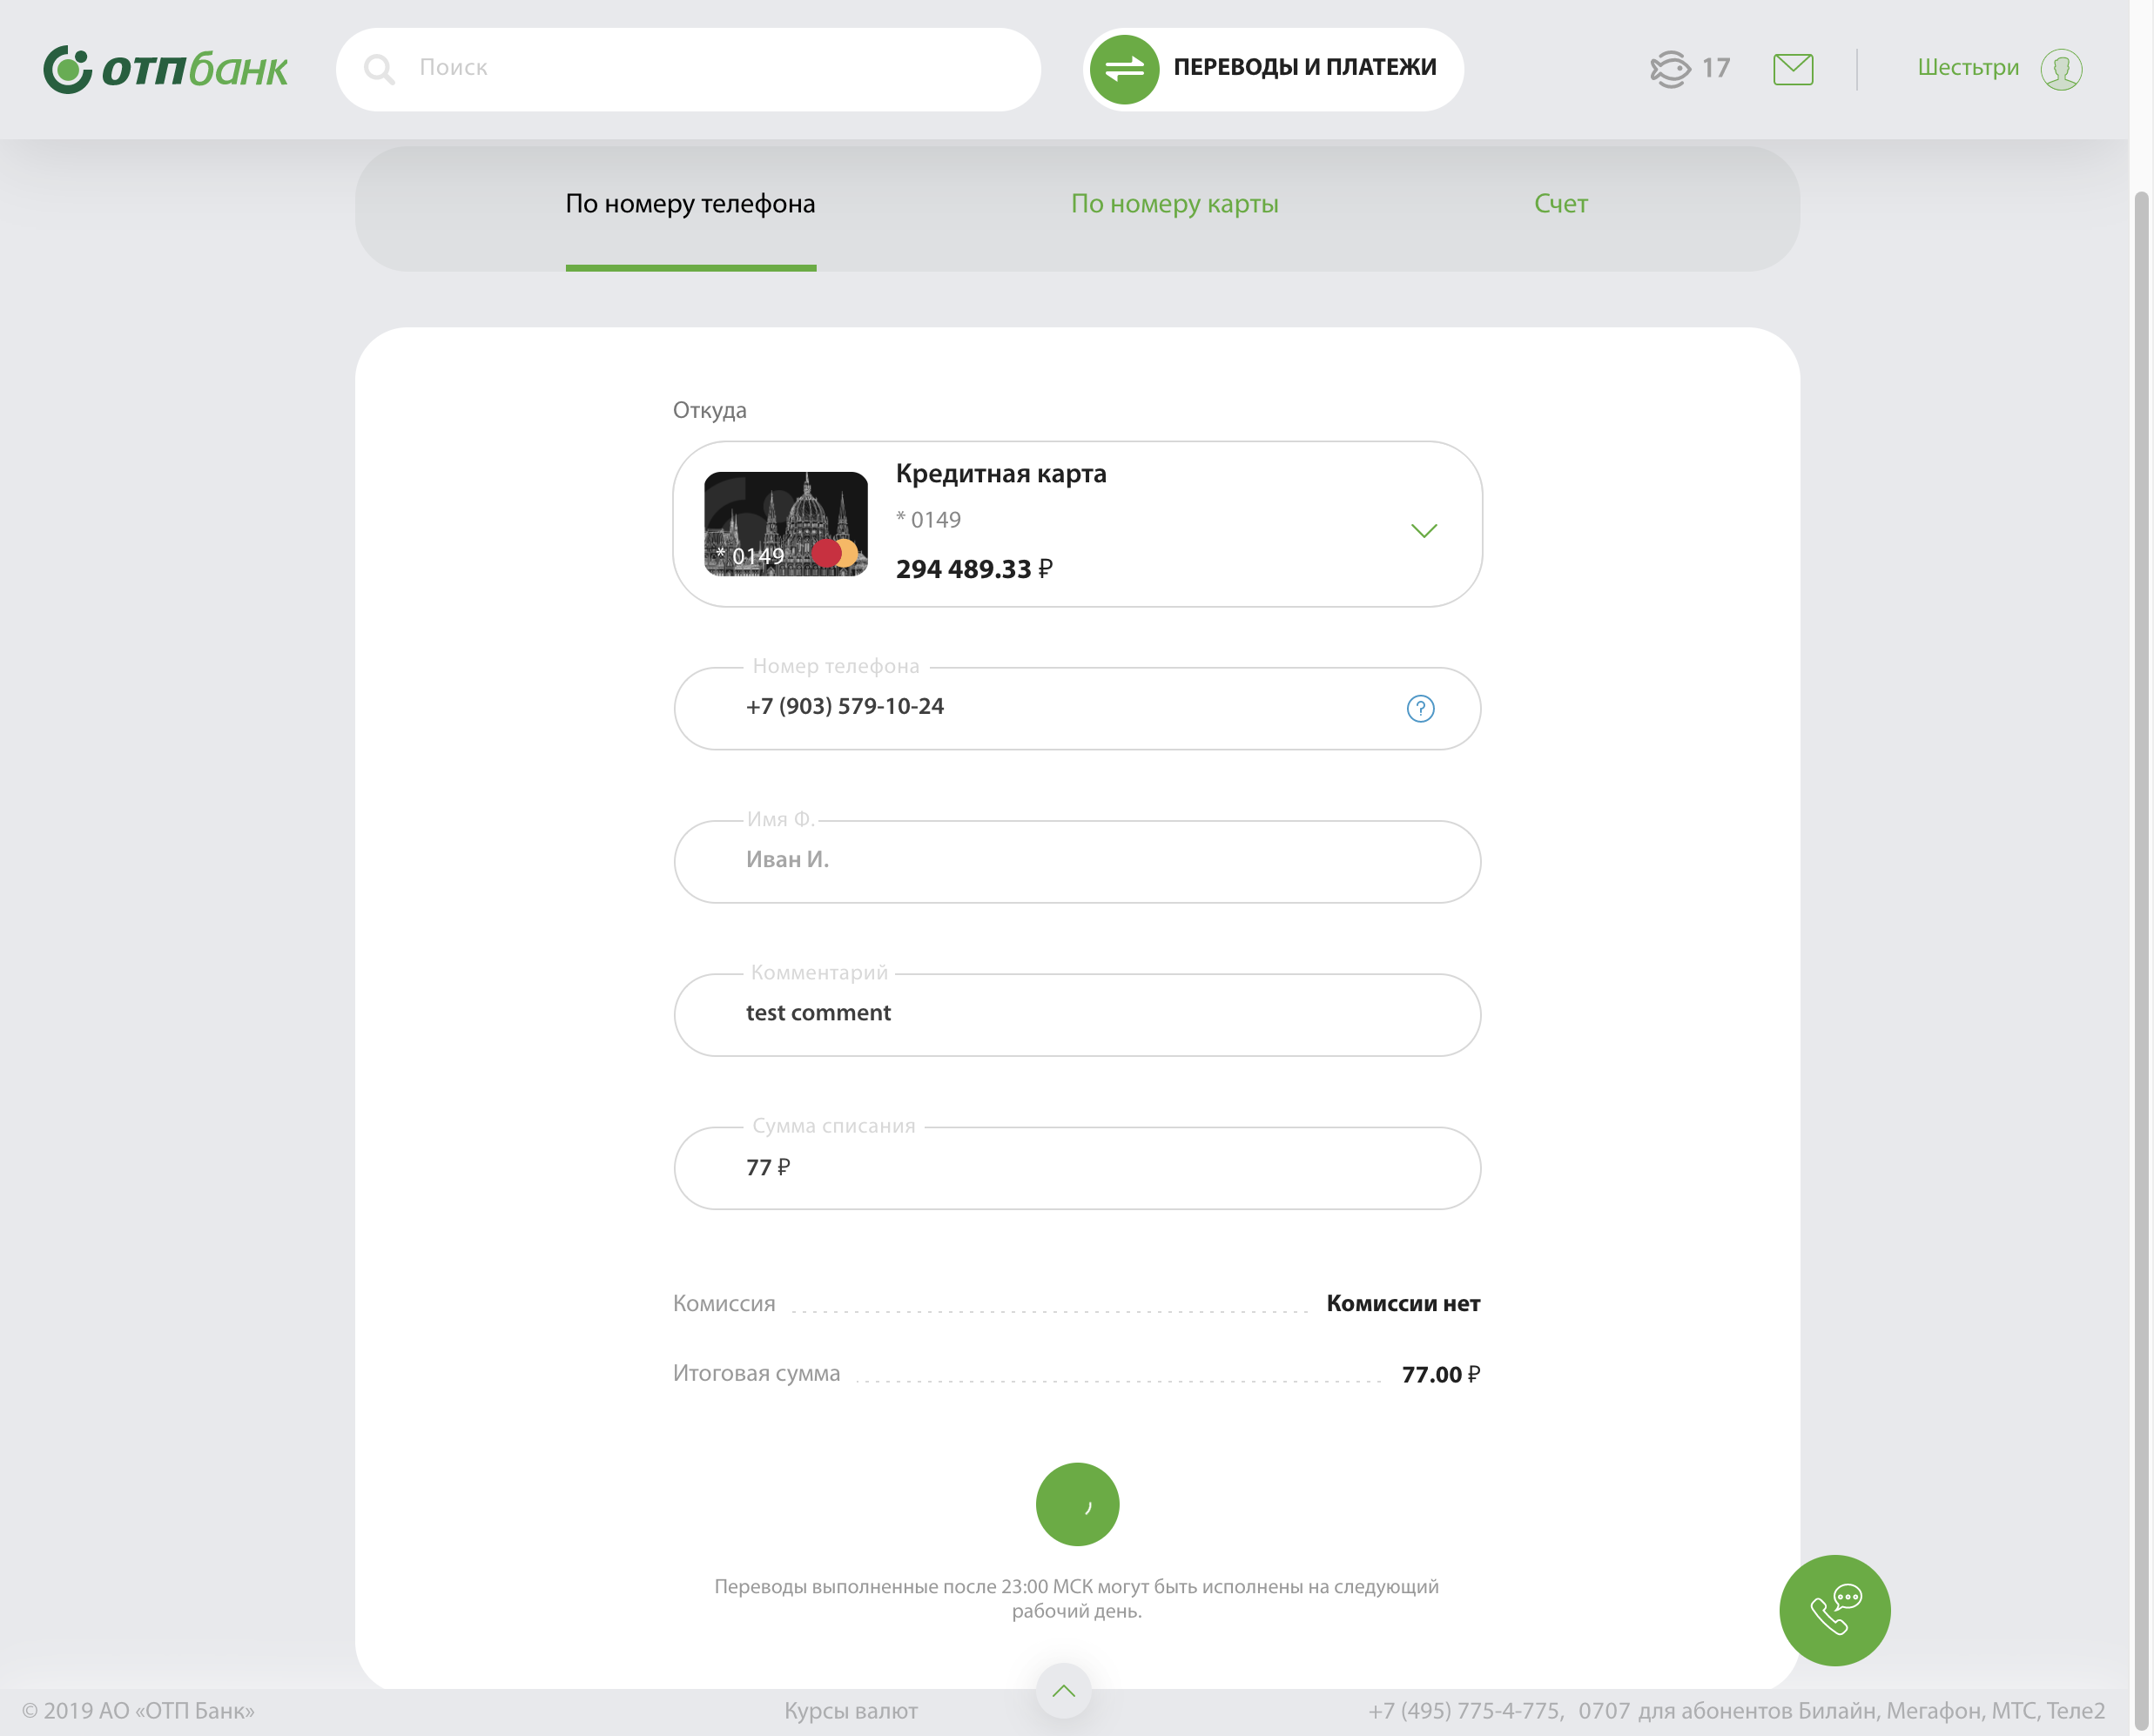 отпбанк
Поиск
ПЕРЕВОДЫ И ПЛАТЕЖИ
17
Шестьтри
По номеру телефона
По номеру карты
Счет
Откуда
Кредитная карта
* 0149
* 0149
294 489.33 ₽
Номер телефона
+7 (903) 579-10-24
Имя Ф.
Иван И.
Комментарий
test comment
Сумма списания
77 ₽
Комиссия
Комиссии нет
Итоговая сумма
77.00 ₽
Переводы выполненные после 23:00 МСК могут быть исполнены на следующий
рабочий день.
© 2019 АО «ОТП Банк»
Курсы валют
+7 (495) 775-4-775, 0707 для абонентов Билайн, Мегафон, МТС, Теле2